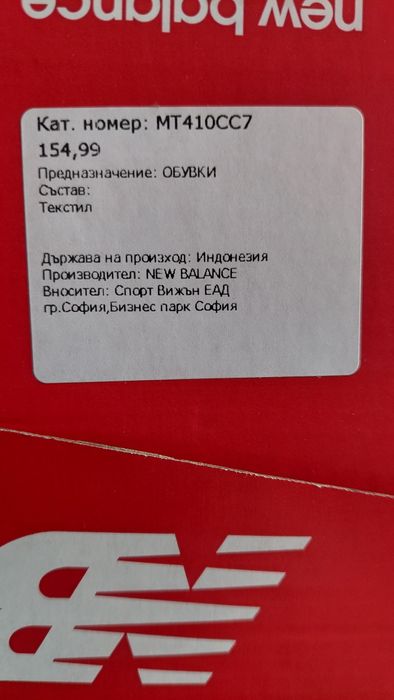 new balance
Кат. номер: MT410CC7
154,99
Предназначение: ОБУВКИ
Състав:
Текстил
Държава на произход: Индонезия
Производител: NEW BALANCE
Вносител: Спорт Вижън ЕАД
гр.София,Бизнес парк София